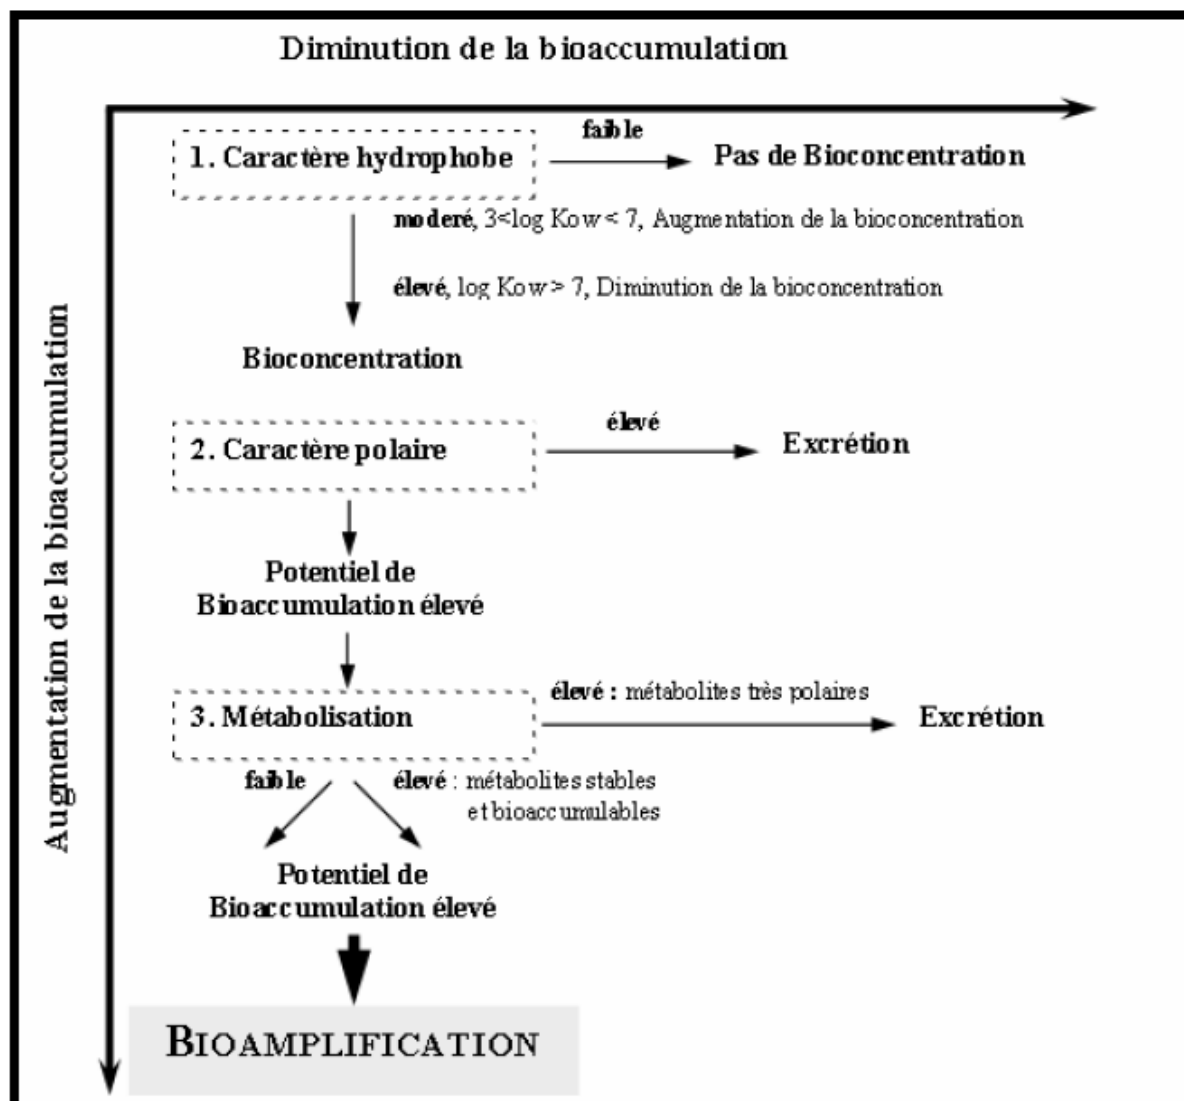 Diminution de la bioaccumulation
Augmentation de la bioaccumulation
faible
1. Caractère hydrophobe
Pas de Bioconcentration
moderé, 3<log Kow < 7, Augmentation de la bioconcentration
élevé, log Kow > 7, Diminution de la bioconcentration
Bioconcentration
élevé
2. Caractère polaire
Excrétion
Potentiel de
Bioaccumulation élevé
élevé : métabolites très polaires
3. Métabolisation
Excrétion
faible
élevé : métabolites stables
et bioaccumulables
Potentiel de
Bioaccumulation élevé
BIOAMPLIFICATION